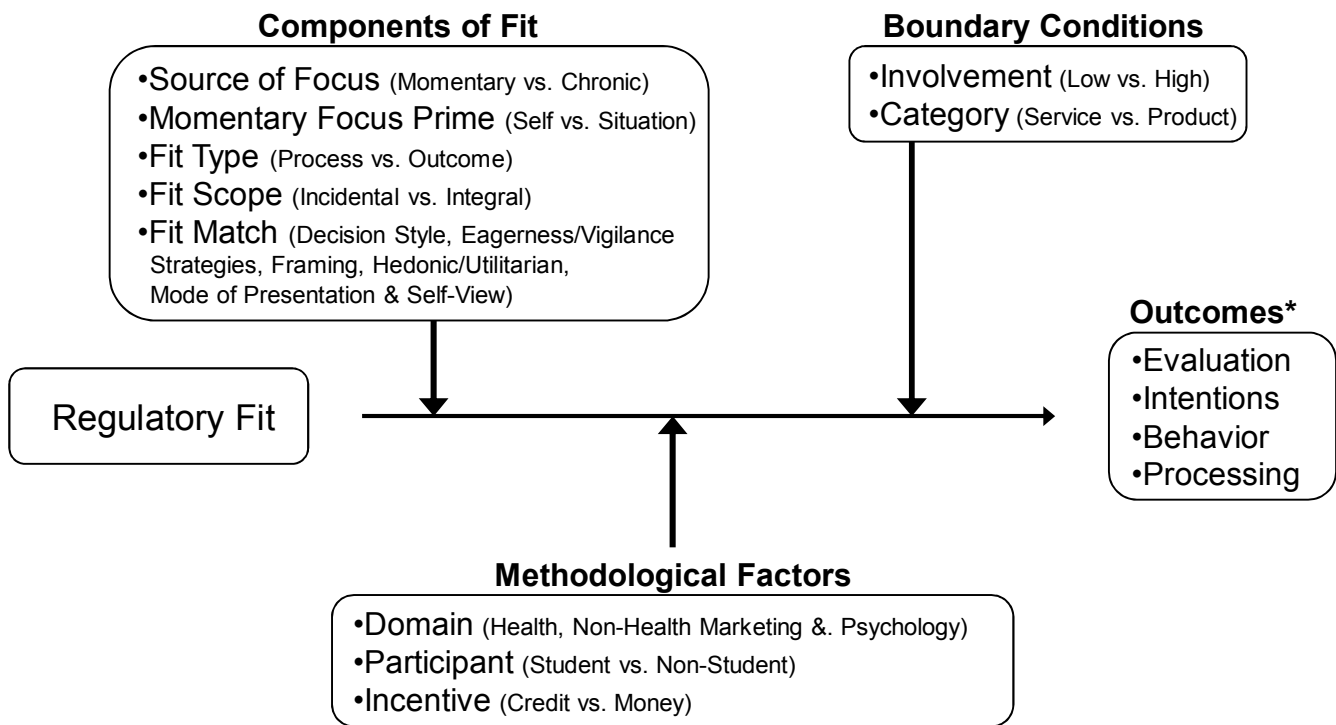 Components of Fit
•Source of Focus (Momentary vs. Chronic)
•Momentary Focus Prime (Self vs. Situation)
•Fit Type (Process vs. Outcome)
•Fit Scope (Incidental vs. Integral)
•Fit Match (Decision Style, Eagerness/Vigilance
Strategies, Framing, Hedonic/Utilitarian,
Mode of Presentation & Self-View)
Boundary Conditions
•Involvement (Low vs. High)
•Category (Service vs. Product)
Regulatory Fit
Outcomes*
•Evaluation
•Intentions
•Behavior
•Processing
Methodological Factors
•Domain (Health, Non-Health Marketing &. Psychology)
•Participant (Student vs. Non-Student)
•Incentive (Credit vs. Money)